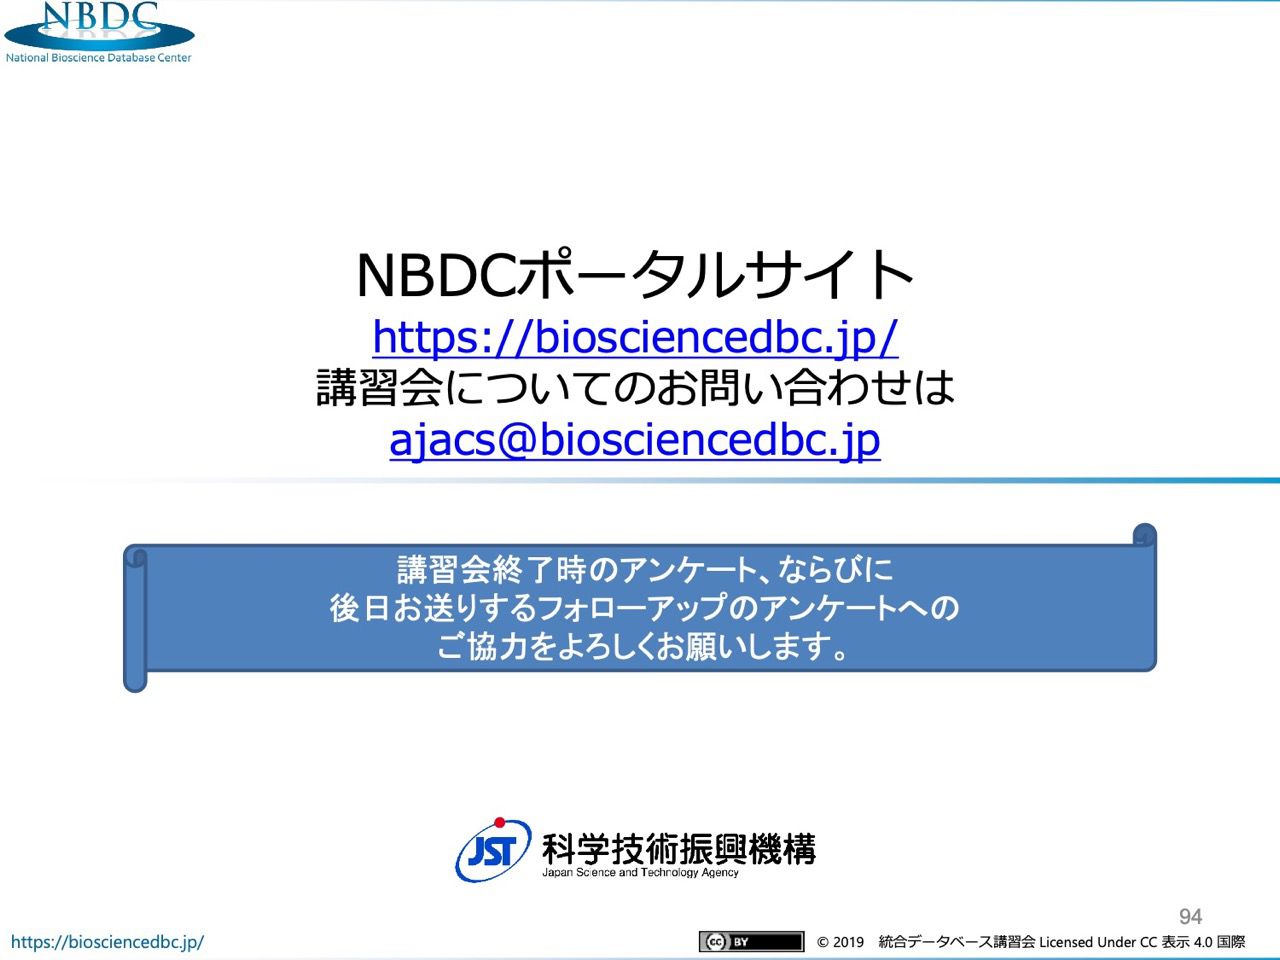 NBDC
National Bioscience Database Center
NBDCポータルサイト
https://biosciencedbc.jp/
講習会についてのお問い合わせは
ajacs@biosciencedbc.jp
講習会終了時のアンケート、ならびに
後日お送りするフォローアップのアンケートへの
ご協力をよろしくお願いします。
JST 科学技術振興機構
Japan Science and Technology Agency
94
https://biosciencedbc.jp/
cc BY © 2019 統合データベース講習会 Licensed Under CC 表示 4.0 国際